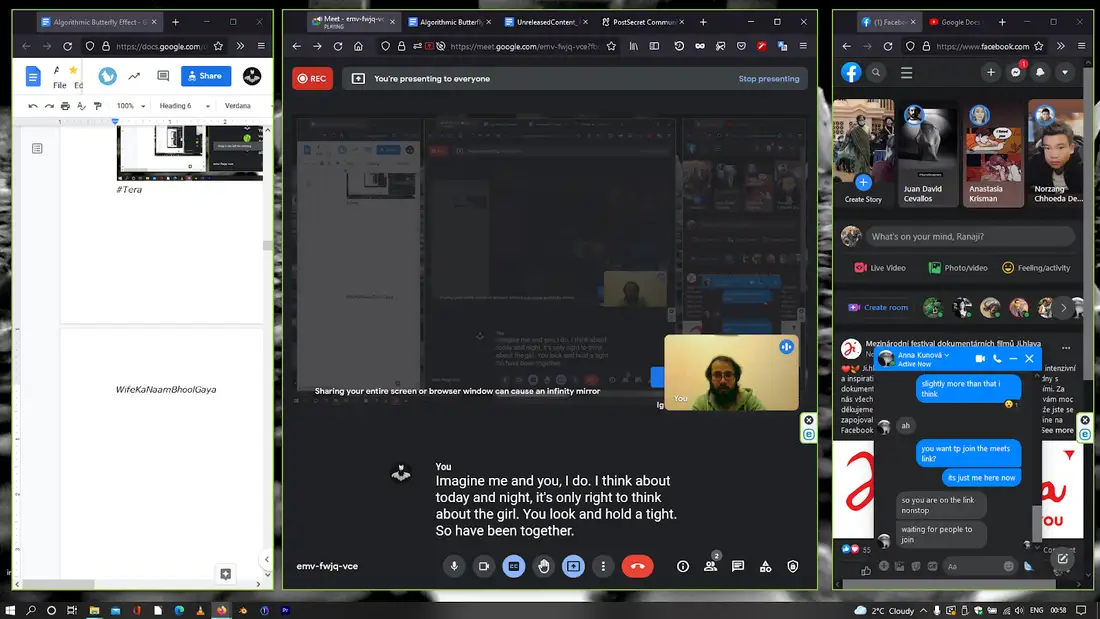 Algorithmic Butterfly Effect - G
https://docs.google.com/
File
Share
100%
Heading 6
Verdana
#Tera
WifeKaNaamBhoolGaya
Meet - emv-fwjq-vce
PLAYING
Algorithmic Butterfly
UnreleasedContent_
PostSecret Commun
https://meet.google.com/emv-fwjq-vce?
REC
You're presenting to everyone
Stop presenting
Sharing your entire screen or browser window can cause an infinity mirror
You
You
Imagine me and you, I do. I think about
today and night, it's only right to think
about the girl. You look and hold a tight.
So have been together.
emv-fwjq-vce
2
(1) Faceb
Google Docs
https://www.facebook.com
1
Create Story
Juan David
Cevallos
Anastasia
Krisman
Norzang
Chhoeda De...
What's on your mind, Ranaji?
Live Video
Photo/video
Feeling/activity
Create room
Mezinárodní festival dokumentárních filmů Ji.hlava
Anna Kunová
Active Now
slightly more than that i
think
ah
you want tp join the meets
link?
its just me here now
so you are on the link
nonstop
waiting for people to
join
See more
55
Aa
2°C Cloudy
ENG
00:58